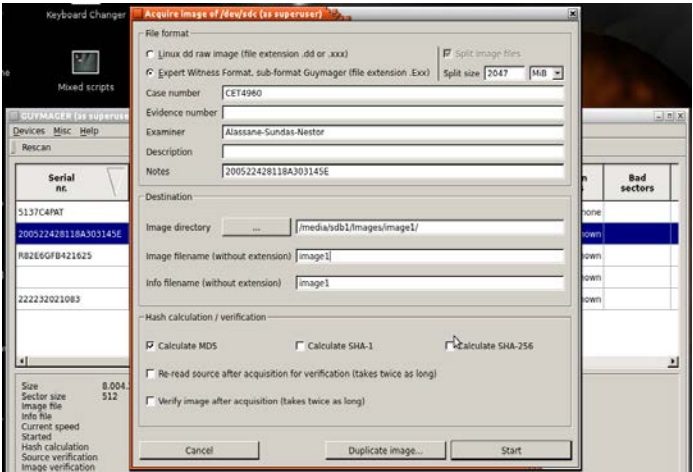 Keyboard Changer
Mixed scripts
Acquire image of /dev/sdc (as superuser)
File format
Linux dd raw image (file extension .dd or .xxx)
Split image files
Expert Witness Format, sub-format Guymager (file extension .Exx)
Split size 2047 MiB
Case number CET4960
Evidence number
Examiner Alassane-Sundas-Nestor
Description
Notes 200522428118A303145E
Destination
Image directory ... /media/sdb1/Images/image1/
Image filename (without extension) image1
Info filename (without extension) image1
Hash calculation / verification
Calculate MD5 Calculate SHA-1 Calculate SHA-256
Re-read source after acquisition for verification (takes twice as long)
Verify image after acquisition (takes twice as long)
Cancel Duplicate image... Start
GUYMAGER (as superuse
Devices Misc Help
Rescan
Serial
nr.
Bad
sectors
5137C4PAT
200522428118A303145E
R82E6GFB421625
222232021083
Size 8.004.
Sector size 512
Image file
Info file
Current speed
Started
Hash calculation
Source verification
Image verification